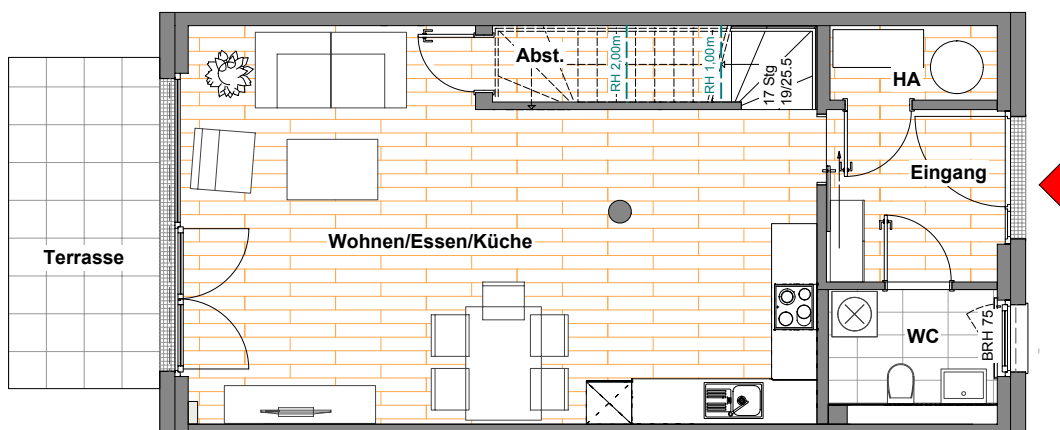 Abst.
RH 2,00m
RH 1,00m
17 Stg
19/25.5
HA
Eingang
Terrasse
Wohnen/Essen/Küche
WC
BRH 75